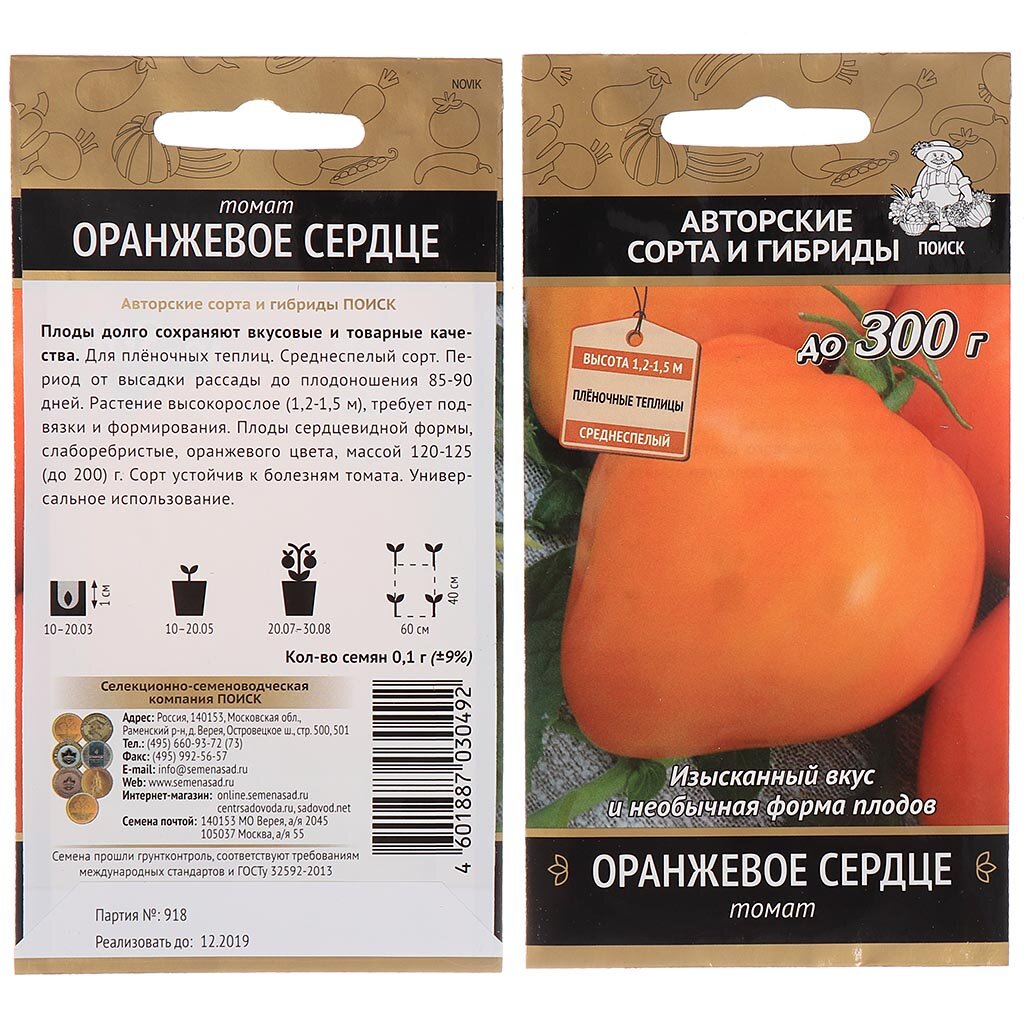 NOVIK
томат
ОРАНЖЕВОЕ СЕРДЦЕ
Авторские сорта и гибриды ПОИСК
Плоды долго сохраняют вкусовые и товарные каче-
ства. Для плёночных теплиц. Среднеспелый сорт. Пе-
риод от высадки рассады до плодоношения 85-90
дней. Растение высокорослое (1,2-1,5 м), требует под-
вязки и формирования. Плоды сердцевидной формы,
слаборебристые, оранжевого цвета, массой 120-125
(до 200) г. Сорт устойчив к болезням томата. Универ-
сальное использование.
1 см
40 см
10–20.03
10–20.05
20.07–30.08
60 см
Кол-во семян 0,1 г (±9%)
Селекционно-семеноводческая
компания ПОИСК
Адрес: Россия, 140153, Московская обл.,
Раменский р-н, д. Верея, Островецкое ш., стр. 500, 501
Тел.: (495) 660-93-72 (73)
Факс: (495) 992-56-57
E-mail: info@semenasad.ru
Web: www.semenasad.ru
Интернет-магазин: online.semenasad.ru
centrsadovoda.ru, sadovod.net
Семена почтой: 140153 МО Верея, а/я 2045
105037 Москва, а/я 55
4 601887 030492
Семена прошли грунтконтроль, соответствуют требованиям
международных стандартов и ГОСТу 32592-2013
Партия №: 918
Реализовать до: 12.2019
АВТОРСКИЕ
СОРТА И ГИБРИДЫ
ПОИСК
до 300 г
ВЫСОТА 1,2-1,5 М
ПЛЁНОЧНЫЕ ТЕПЛИЦЫ
СРЕДНЕСПЕЛЫЙ
Изысканный вкус
и необычная форма плодов
ОРАНЖЕВОЕ СЕРДЦЕ
томат